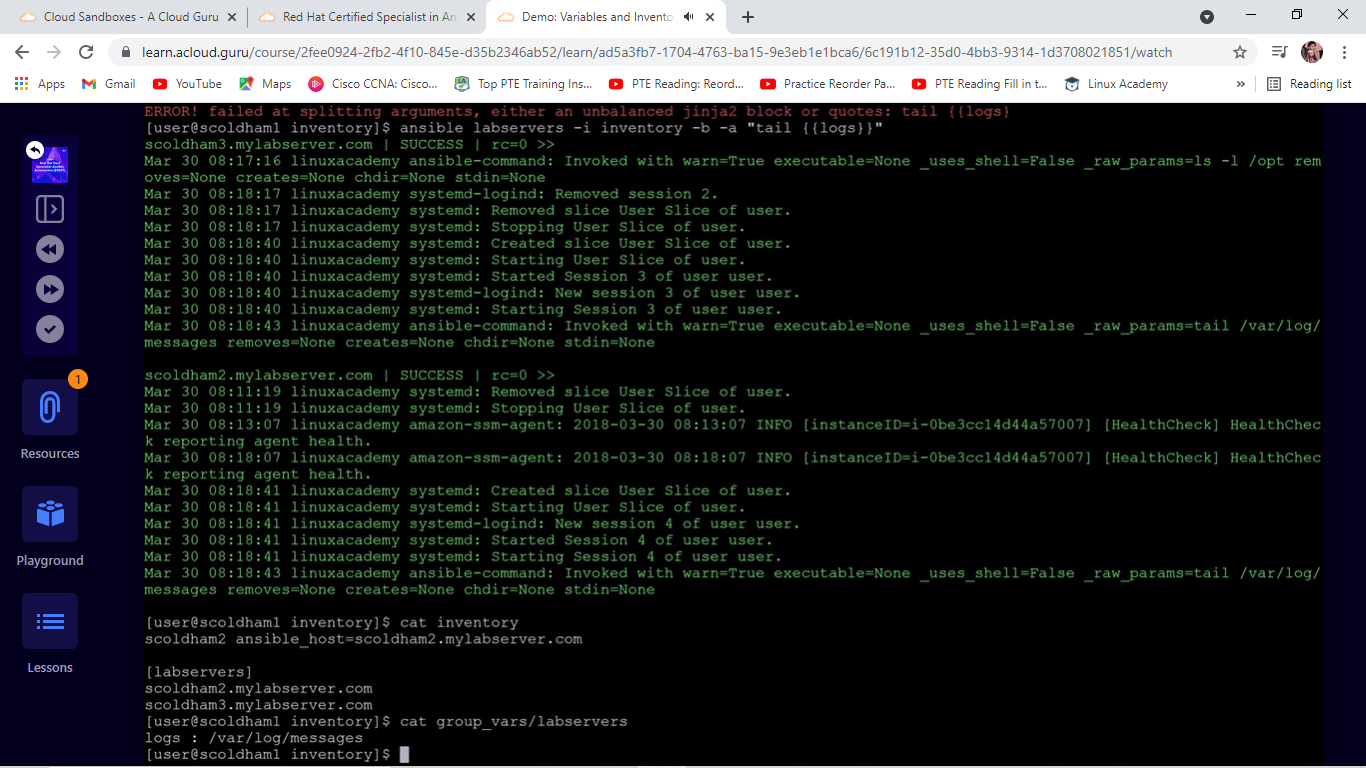 Cloud Sandboxes - A Cloud Guru
Red Hat Certified Specialist in An
Demo: Variables and Invento
learn.acloud.guru/course/2fee0924-2fb2-4f10-845e-d35b2346ab52/learn/ad5a3fb7-1704-4763-ba15-9e3eb1e1bca6/6c191b12-35d0-4bb3-9314-1d3708021851/watch
Apps Gmail YouTube Maps Cisco CCNA: Cisco... Top PTE Training Ins... PTE Reading: Reord... Practice Reorder Pa... PTE Reading Fill in t... Linux Academy » Reading list
ERROR! failed at splitting arguments, either an unbalanced jinja2 block or quotes: tail {{logs}
[user@scoldham1 inventory]$ ansible labservers -i inventory -b -a "tail {{logs}}"
scoldham3.mylabserver.com | SUCCESS | rc=0 >>
Mar 30 08:17:16 linuxacademy ansible-command: Invoked with warn=True executable=None _uses_shell=False _raw_params=ls -l /opt rem
oves=None creates=None chdir=None stdin=None
Mar 30 08:18:17 linuxacademy systemd-logind: Removed session 2.
Mar 30 08:18:17 linuxacademy systemd: Removed slice User Slice of user.
Mar 30 08:18:17 linuxacademy systemd: Stopping User Slice of user.
Mar 30 08:18:40 linuxacademy systemd: Created slice User Slice of user.
Mar 30 08:18:40 linuxacademy systemd: Starting User Slice of user.
Mar 30 08:18:40 linuxacademy systemd: Started Session 3 of user user.
Mar 30 08:18:40 linuxacademy systemd-logind: New session 3 of user user.
Mar 30 08:18:40 linuxacademy systemd: Starting Session 3 of user user.
Mar 30 08:18:43 linuxacademy ansible-command: Invoked with warn=True executable=None _uses_shell=False _raw_params=tail /var/log/
messages removes=None creates=None chdir=None stdin=None
scoldham2.mylabserver.com | SUCCESS | rc=0 >>
Mar 30 08:11:19 linuxacademy systemd: Removed slice User Slice of user.
Mar 30 08:11:19 linuxacademy systemd: Stopping User Slice of user.
Mar 30 08:13:07 linuxacademy amazon-ssm-agent: 2018-03-30 08:13:07 INFO [instanceID=i-0be3cc14d44a57007] [HealthCheck] HealthChec
k reporting agent health.
Mar 30 08:18:07 linuxacademy amazon-ssm-agent: 2018-03-30 08:18:07 INFO [instanceID=i-0be3cc14d44a57007] [HealthCheck] HealthChec
k reporting agent health.
Mar 30 08:18:41 linuxacademy systemd: Created slice User Slice of user.
Mar 30 08:18:41 linuxacademy systemd: Starting User Slice of user.
Mar 30 08:18:41 linuxacademy systemd-logind: New session 4 of user user.
Mar 30 08:18:41 linuxacademy systemd: Started Session 4 of user user.
Mar 30 08:18:41 linuxacademy systemd: Starting Session 4 of user user.
Mar 30 08:18:43 linuxacademy ansible-command: Invoked with warn=True executable=None _uses_shell=False _raw_params=tail /var/log/
messages removes=None creates=None chdir=None stdin=None
[user@scoldham1 inventory]$ cat inventory
scoldham2 ansible_host=scoldham2.mylabserver.com
[labservers]
scoldham2.mylabserver.com
scoldham3.mylabserver.com
[user@scoldham1 inventory]$ cat group_vars/labservers
logs : /var/log/messages
[user@scoldham1 inventory]$
1
Resources
Playground
Lessons